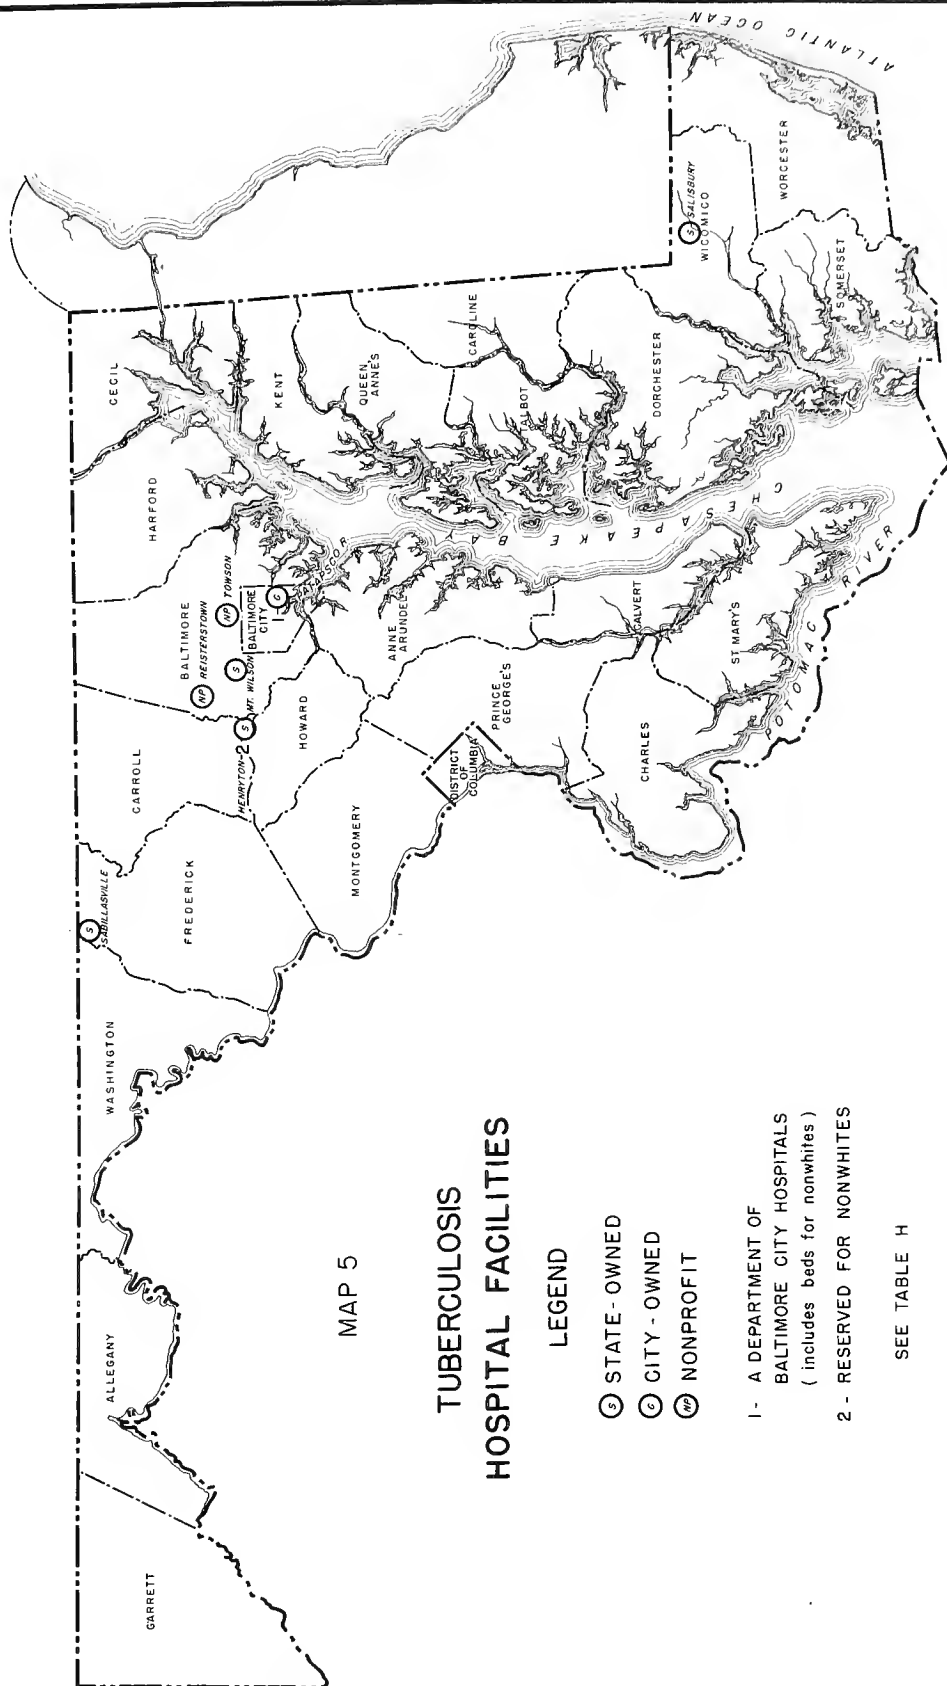 MAP 5
TUBERCULOSIS
HOSPITAL FACILITIES
LEGEND
S STATE-OWNED
C CITY-OWNED
NP NONPROFIT
1- A DEPARTMENT OF
BALTIMORE CITY HOSPITALS
(includes beds for nonwhites)
2- RESERVED FOR NONWHITES
SEE TABLE H
GARRETT
ALLEGANY
WASHINGTON
S
SABILLASVILLE
FREDERICK
CARROLL
S
HENRYTON-2
HOWARD
MONTGOMERY
BALTIMORE
NP REISTERSTOWN
S MT. WILSON
NP TOWSON
BALTIMORE
CITY
C
1
PATAPSCO R
HARFORD
CECIL
KENT
QUEEN
ANNE'S
CAROLINE
TALBOT
DORCHESTER
ANNE
ARUNDEL
PRINCE
GEORGE'S
DISTRICT
OF
COLUMBIA
CALVERT
CHARLES
ST MARY'S
CHESAPEAKE BAY
POTOMAC RIVER
S SALISBURY
WICOMICO
WORCESTER
SOMERSET
ATLANTIC OCEAN